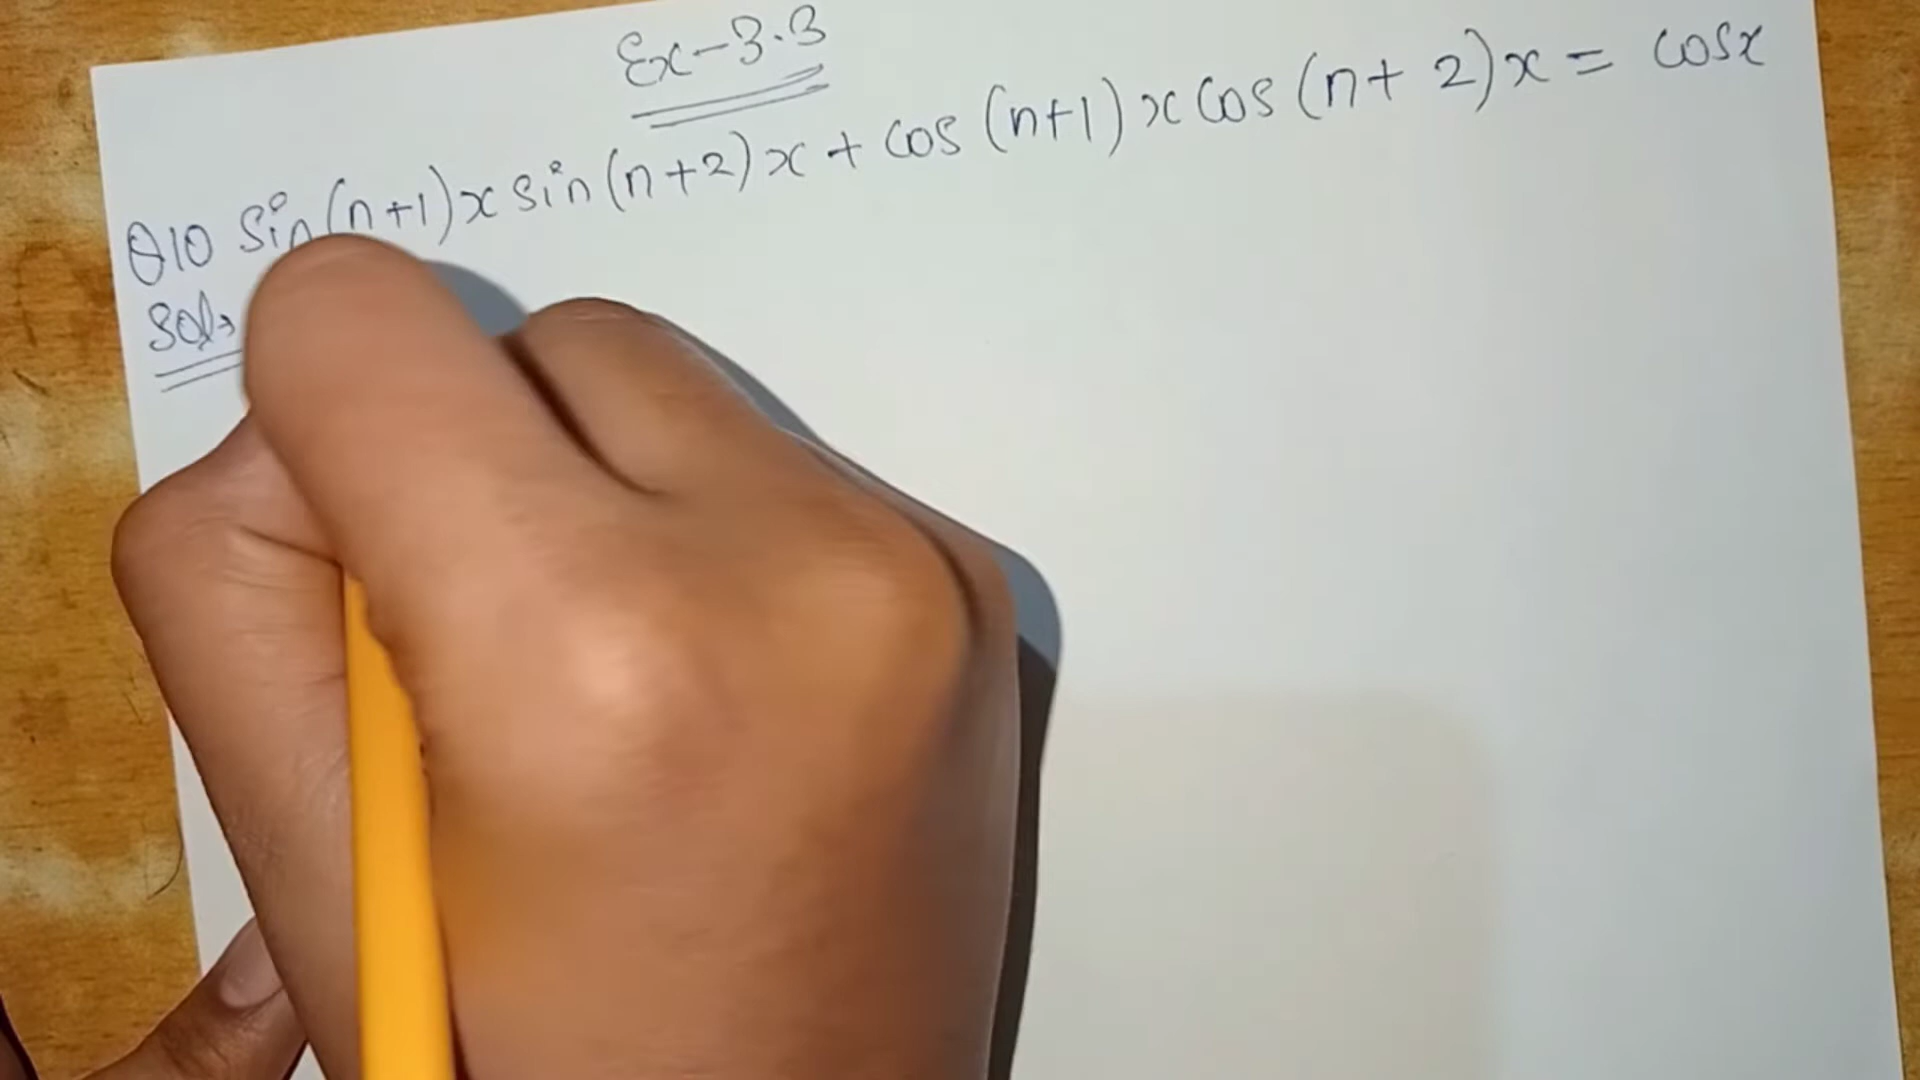 Ex-3.3
Q10 sin(n+1)x sin(n+2)x + cos(n+1)x cos(n+2)x = cosx
Sol→